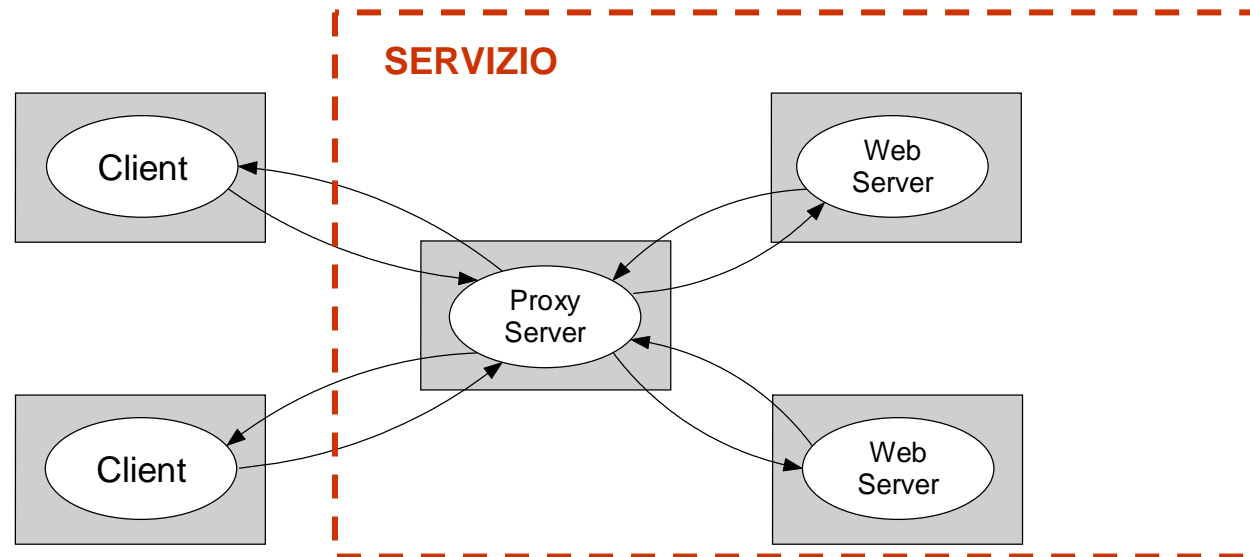 SERVIZIO
Client
Web
Server
Proxy
Server
Client
Web
Server